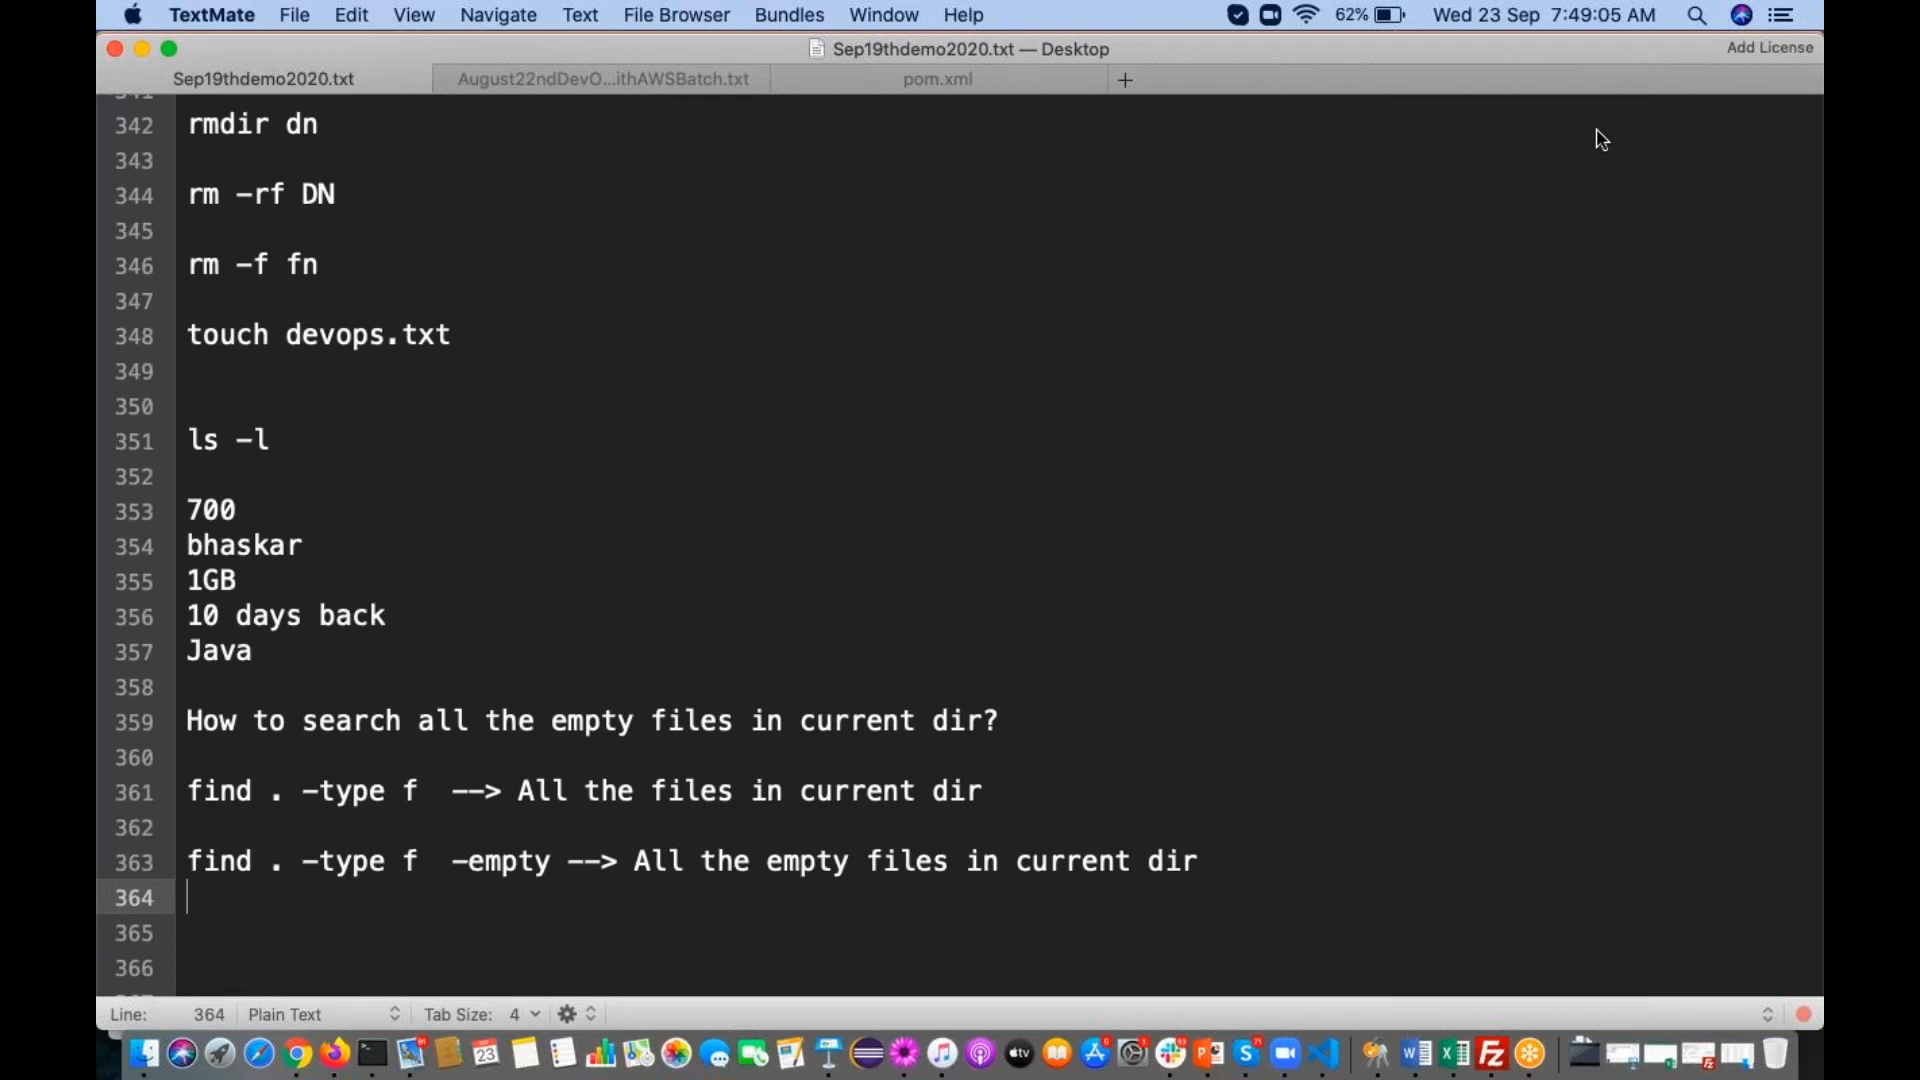 TextMate File Edit View Navigate Text File Browser Bundles Window Help 62% Wed 23 Sep 7:49:05 AM
Sep19thdemo2020.txt — Desktop Add License
Sep19thdemo2020.txt August22ndDevO...ithAWSBatch.txt pom.xml +
342 rmdir dn
343
344 rm -rf DN
345
346 rm -f fn
347
348 touch devops.txt
349
350
351 ls -l
352
353 700
354 bhaskar
355 1GB
356 10 days back
357 Java
358
359 How to search all the empty files in current dir?
360
361 find . -type f  --> All the files in current dir
362
363 find . -type f  -empty --> All the empty files in current dir
364
365
366
Line: 364 Plain Text Tab Size: 4